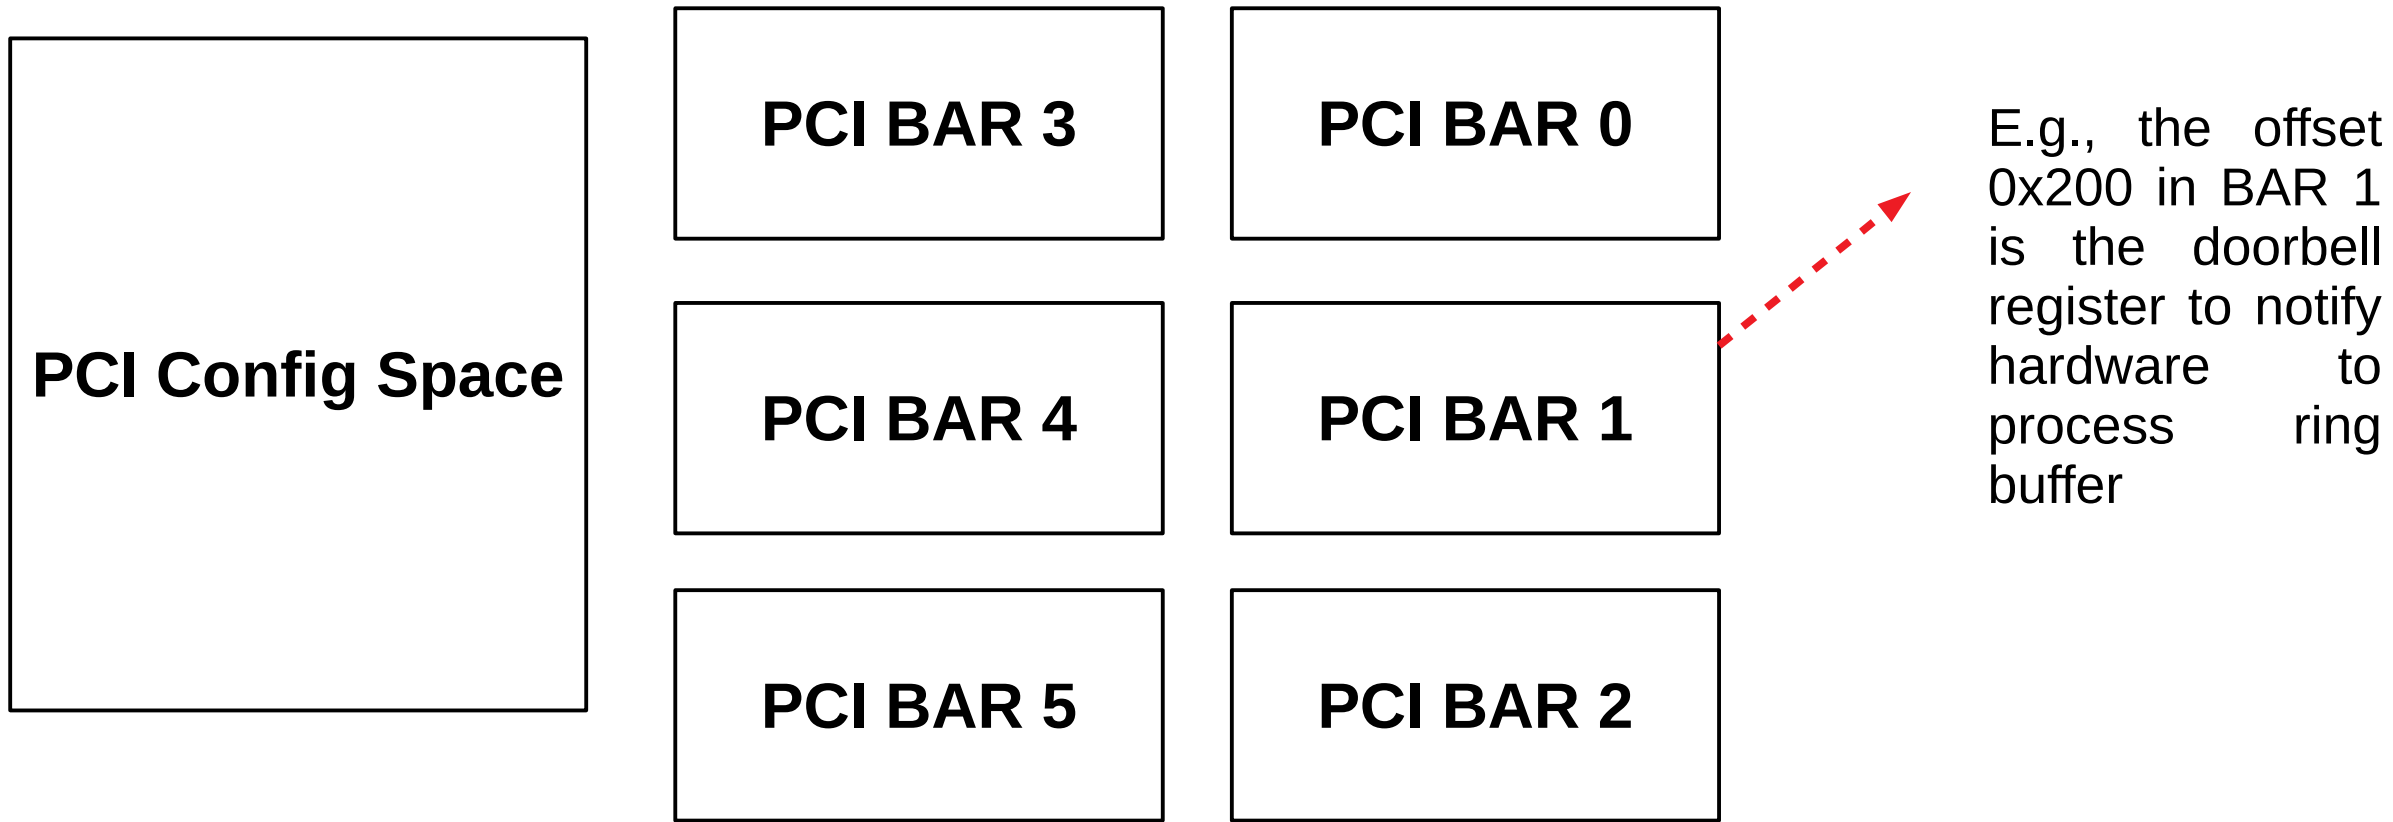 PCI Config Space
PCI BAR 3
PCI BAR 0
PCI BAR 4
PCI BAR 1
PCI BAR 5
PCI BAR 2
E.g., the offset
0x200 in BAR 1
is the doorbell
register to notify
hardware to
process ring
buffer